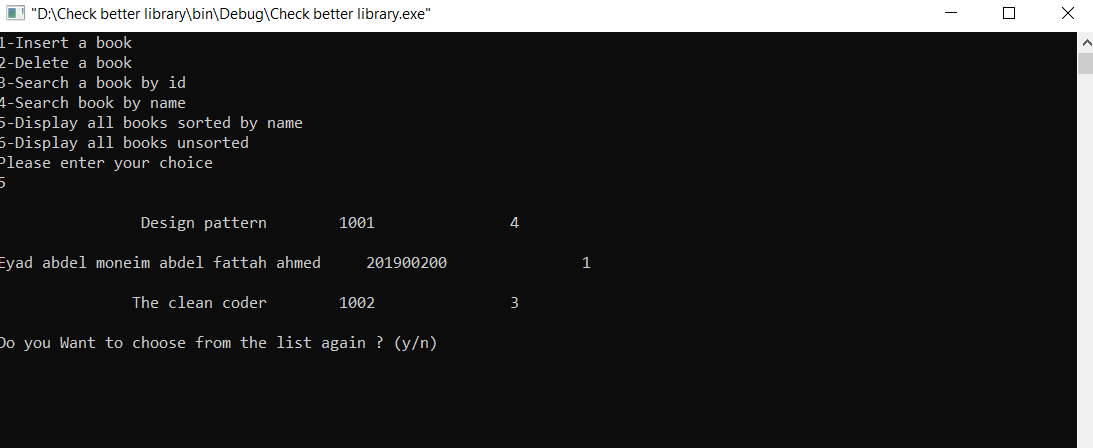 "D:\Check better library\bin\Debug\Check better library.exe"
1-Insert a book
2-Delete a book
3-Search a book by id
4-Search book by name
5-Display all books sorted by name
6-Display all books unsorted
Please enter your choice
5
Design pattern 1001 4
Eyad abdel moneim abdel fattah ahmed 201900200 1
The clean coder 1002 3
Do you Want to choose from the list again ? (y/n)